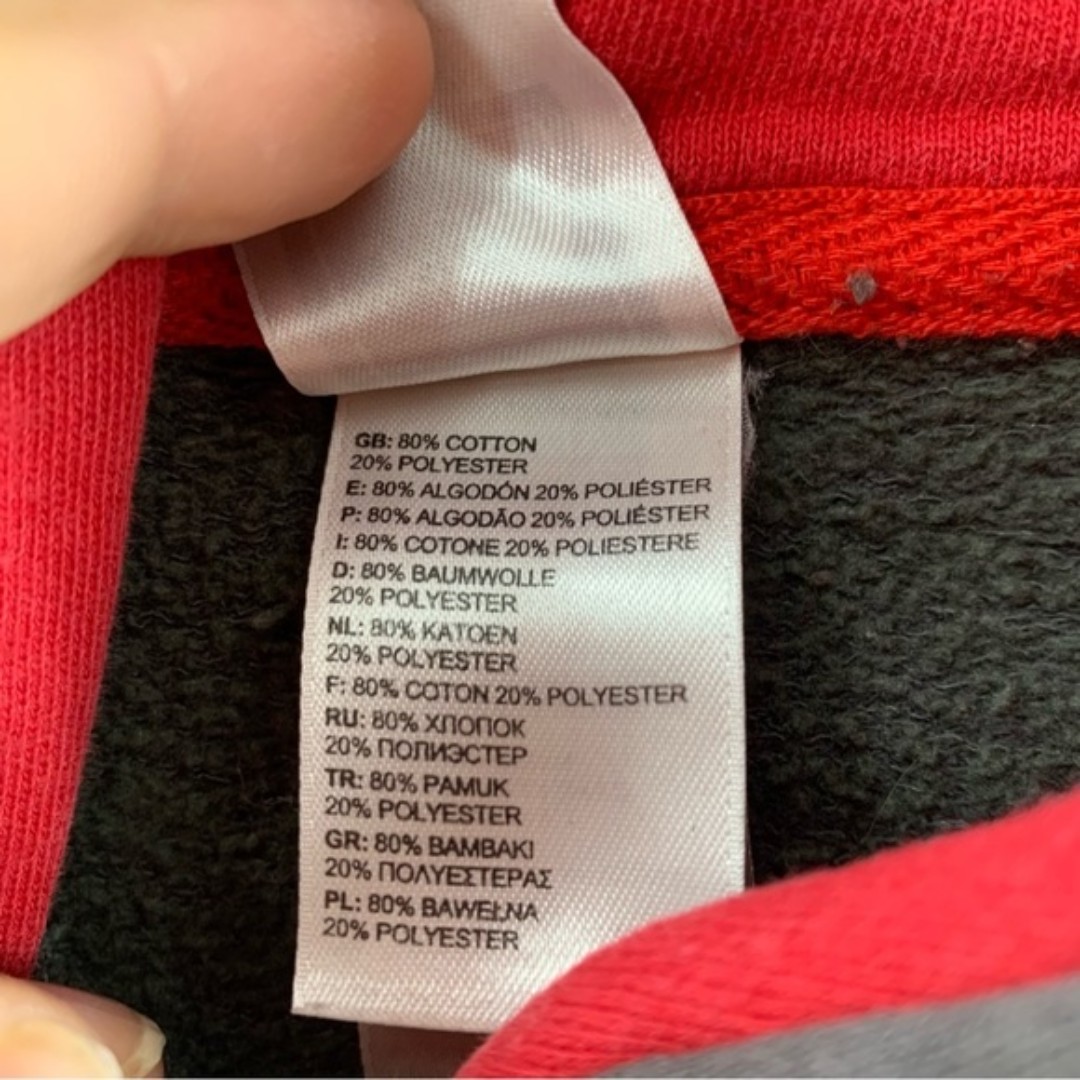 GB: 80% COTTON
20% POLYESTER
E: 80% ALGODÓN 20% POLIÉSTER
P: 80% ALGODÃO 20% POLIÉSTER
I: 80% COTONE 20% POLIESTERE
D: 80% BAUMWOLLE
20% POLYESTER
NL: 80% KATOEN
20% POLYESTER
F: 80% COTON 20% POLYESTER
RU: 80% ХЛОПОК
20% ПОЛИЭСТЕР
TR: 80% PAMUK
20% POLYESTER
GR: 80% ΒΑΜΒΑΚΙ
20% ΠΟΛΥΕΣΤΕΡΑΣ
PL: 80% BAWEŁNA
20% POLYESTER